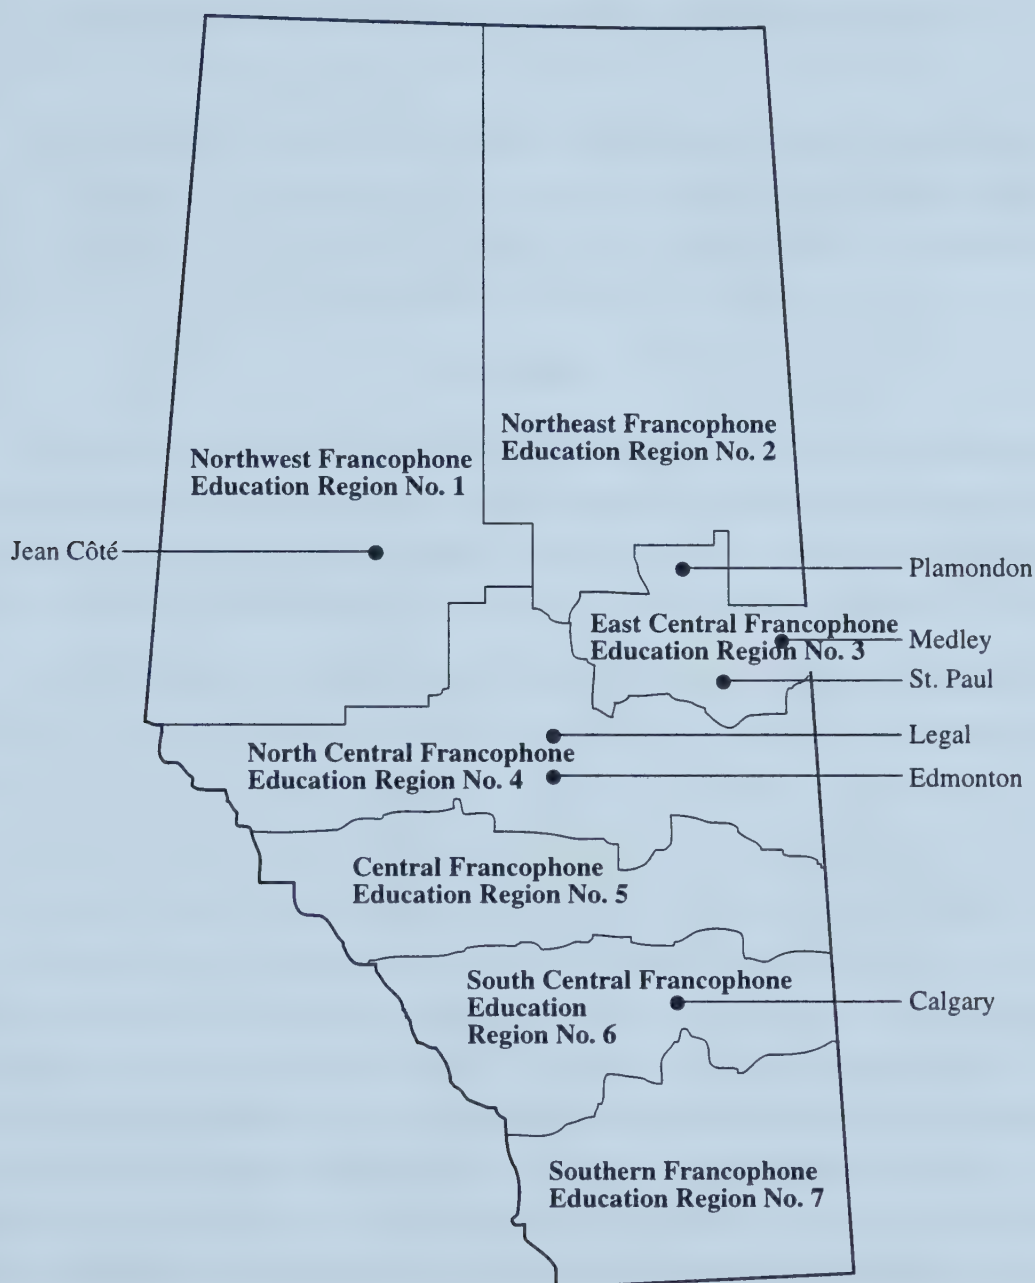 Northeast Francophone
Education Region No. 2
Northwest Francophone
Education Region No. 1
Jean Côté
Plamondon
East Central Francophone
Education Region No. 3
Medley
St. Paul
Legal
North Central Francophone
Education Region No. 4
Edmonton
Central Francophone
Education Region No. 5
South Central Francophone
Education
Region No. 6
Calgary
Southern Francophone
Education Region No. 7